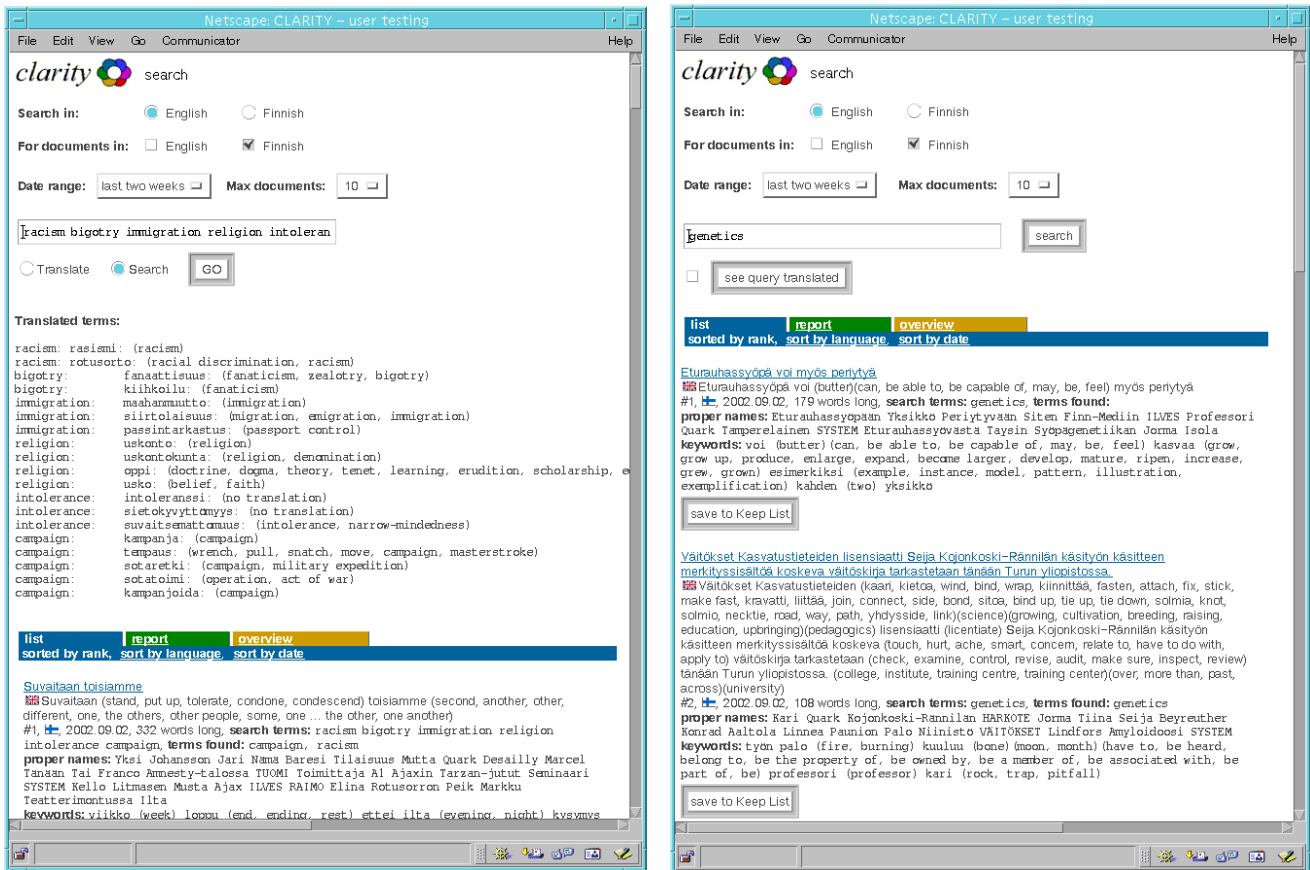 Netscape: CLARITY – user testing
File Edit View Go Communicator Help
clarity search
Search in: English Finnish
For documents in: English Finnish
Date range: last two weeks Max documents: 10
racism bigotry immigration religion intoleran
Translate Search GO
Translated terms:
racism: rasismi: (racism)
racism: rotusorto: (racial discrimination, racism)
bigotry: fanaattisuus: (fanaticism, zealotry, bigotry)
bigotry: kiihkoilu: (fanaticism)
immigration: maahanmuutto: (immigration)
immigration: siirtolaisuus: (migration, emigration, immigration)
immigration: passintarkastus: (passport control)
religion: uskonto: (religion)
religion: uskontokunta: (religion, denomination)
religion: oppi: (doctrine, dogma, theory, tenet, learning, erudition, scholarship, e
religion: usko: (belief, faith)
intolerance: intoleranssi: (no translation)
intolerance: sietokyvyttömyys: (no translation)
intolerance: suvaitsemattomuus: (intolerance, narrow-mindedness)
campaign: kampanja: (campaign)
campaign: tempaus: (wrench, pull, snatch, move, campaign, masterstroke)
campaign: sotaretki: (campaign, military expedition)
campaign: sotatoimi: (operation, act of war)
campaign: kampanjoida: (campaign)
list report overview
sorted by rank, sort by language, sort by date
Suvaitaan toisiamme
Suvaitaan (stand, put up, tolerate, condone, condescend) toisiamme (second, another, other,
different, one, the others, other people, some, one ... the other, one another)
#1, 2002.09.02, 332 words long, search terms: racism bigotry immigration religion
intolerance campaign, terms found: campaign, racism
proper names: Yksi Johansson Jari Näma Baresi Tilaisuus Mutta Quark Desailly Marcel
Tänään Tai Franco Amnesty-talossa TUOMI Toimittaja Al Ajaxin Tarzan-jutut Seminaari
SYSTEM Kello Litmasen Musta Ajax ILVES RAIMO Elina Rotusorron Peik Markku
Teatterimontussa Ilta
keywords: viikko (week) loppu (end, ending, rest) ettei ilta (evening, night) kysymys
Netscape: CLARITY – user testing
File Edit View Go Communicator Help
clarity search
Search in: English Finnish
For documents in: English Finnish
Date range: last two weeks Max documents: 10
genetics search
see query translated
list report overview
sorted by rank, sort by language, sort by date
Eturauhassyöpä voi myös periytyä
Eturauhassyöpä voi (butter)(can, be able to, be capable of, may, be, feel) myös periytyä
#1, 2002.09.02, 179 words long, search terms: genetics, terms found:
proper names: Eturauhassyöpään Yksikkö Periytyvään Siten Finn-Mediin ILVES Professori
Quark Tamperelainen SYSTEM Eturauhassyövästä Taysin Syöpägenetiikan Jorma Isola
keywords: voi (butter) (can, be able to, be capable of, may, be, feel) kasvaa (grow,
grow up, produce, enlarge, expand, become larger, develop, mature, ripen, increase,
grew, grown) esimerkiksi (example, instance, model, pattern, illustration,
exemplification) kahden (two) yksikkö
save to Keep List
Väitökset Kasvatustieteiden lisensiaatti Seija Kojonkoski-Rännilän käsityön käsitteen
merkityssisältöä koskeva väitöskirja tarkastetaan tänään Turun yliopistossa.
Väitökset Kasvatustieteiden (kaari, kietoa, wind, bind, wrap, kiinnittää, fasten, attach, fix, stick,
make fast, kravatti, liittää, join, connect, side, bond, sitoa, bind up, tie up, tie down, solmia, knot,
solmio, necktie, road, way, path, yhdysside, link)(science)(growing, cultivation, breeding, raising,
education, upbringing)(pedagogics) lisensiaatti (licentiate) Seija Kojonkoski-Rännilän käsityön
käsitteen merkityssisältöä koskeva (touch, hurt, ache, smart, concern, relate to, have to do with,
apply to) väitöskirja tarkastetaan (check, examine, control, revise, audit, make sure, inspect, review)
tänään Turun yliopistossa. (college, institute, training centre, training center)(over, more than, past,
across)(university)
#2, 2002.09.02, 108 words long, search terms: genetics, terms found: genetics
proper names: Kari Quark Kojonkoski-Rännilän HARKOTE Jorma Tiina Seija Beyreuther
Konrad Aaltola Linnea Paunion Palo Niinistö VÄITÖKSET Lindfors Amyloidoosi SYSTEM
keywords: työn palo (fire, burning) kuuluu (bone) (moon, month) (have to, be heard,
belong to, be the property of, be owned by, be a member of, be associated with, be
part of, be) professori (professor) kari (rock, trap, pitfall)
save to Keep List